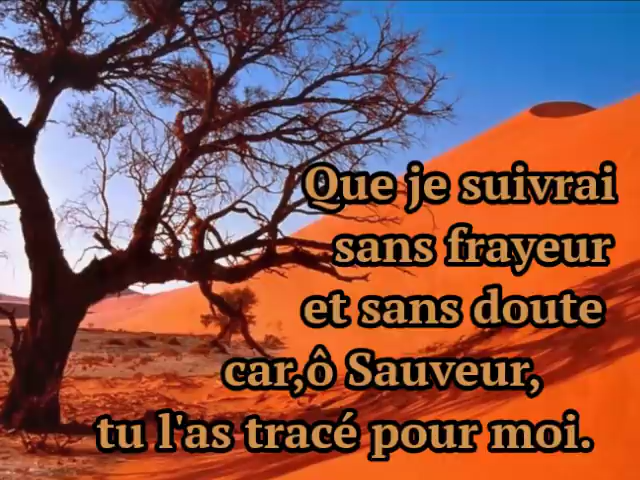 Que je suivrai
sans frayeur
et sans doute
car,ô Sauveur,
tu l'as tracé pour moi.